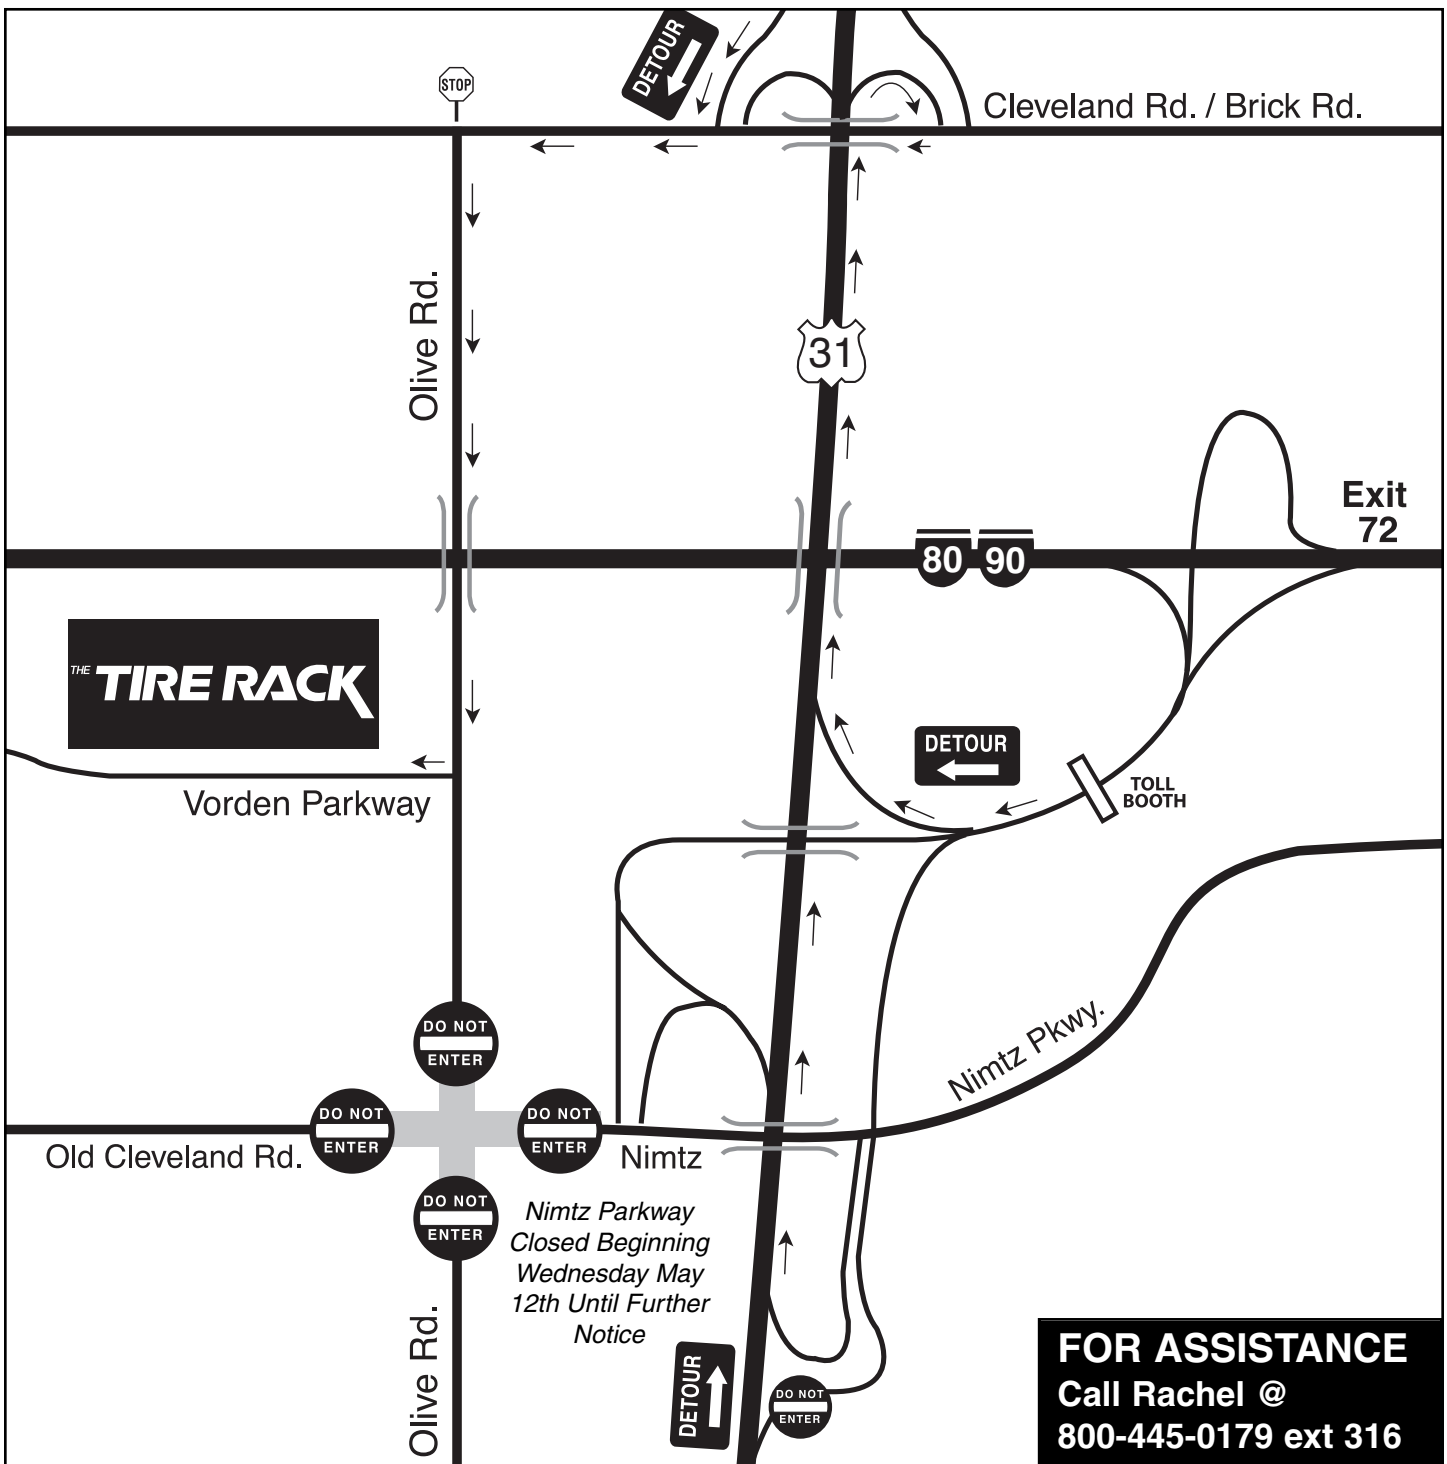 DETOUR
STOP
Cleveland Rd. / Brick Rd.
Olive Rd.
31
Exit
72
80 90
THE TIRE RACK
DETOUR
TOLL
BOOTH
Vorden Parkway
DO NOT
ENTER
Nimtz Pkwy.
DO NOT
ENTER
DO NOT
ENTER
Old Cleveland Rd.
Nimtz
DO NOT
ENTER
Nimtz Parkway
Closed Beginning
Wednesday May
12th Until Further
Notice
Olive Rd.
DETOUR
DO NOT
ENTER
FOR ASSISTANCE
Call Rachel @
800-445-0179 ext 316